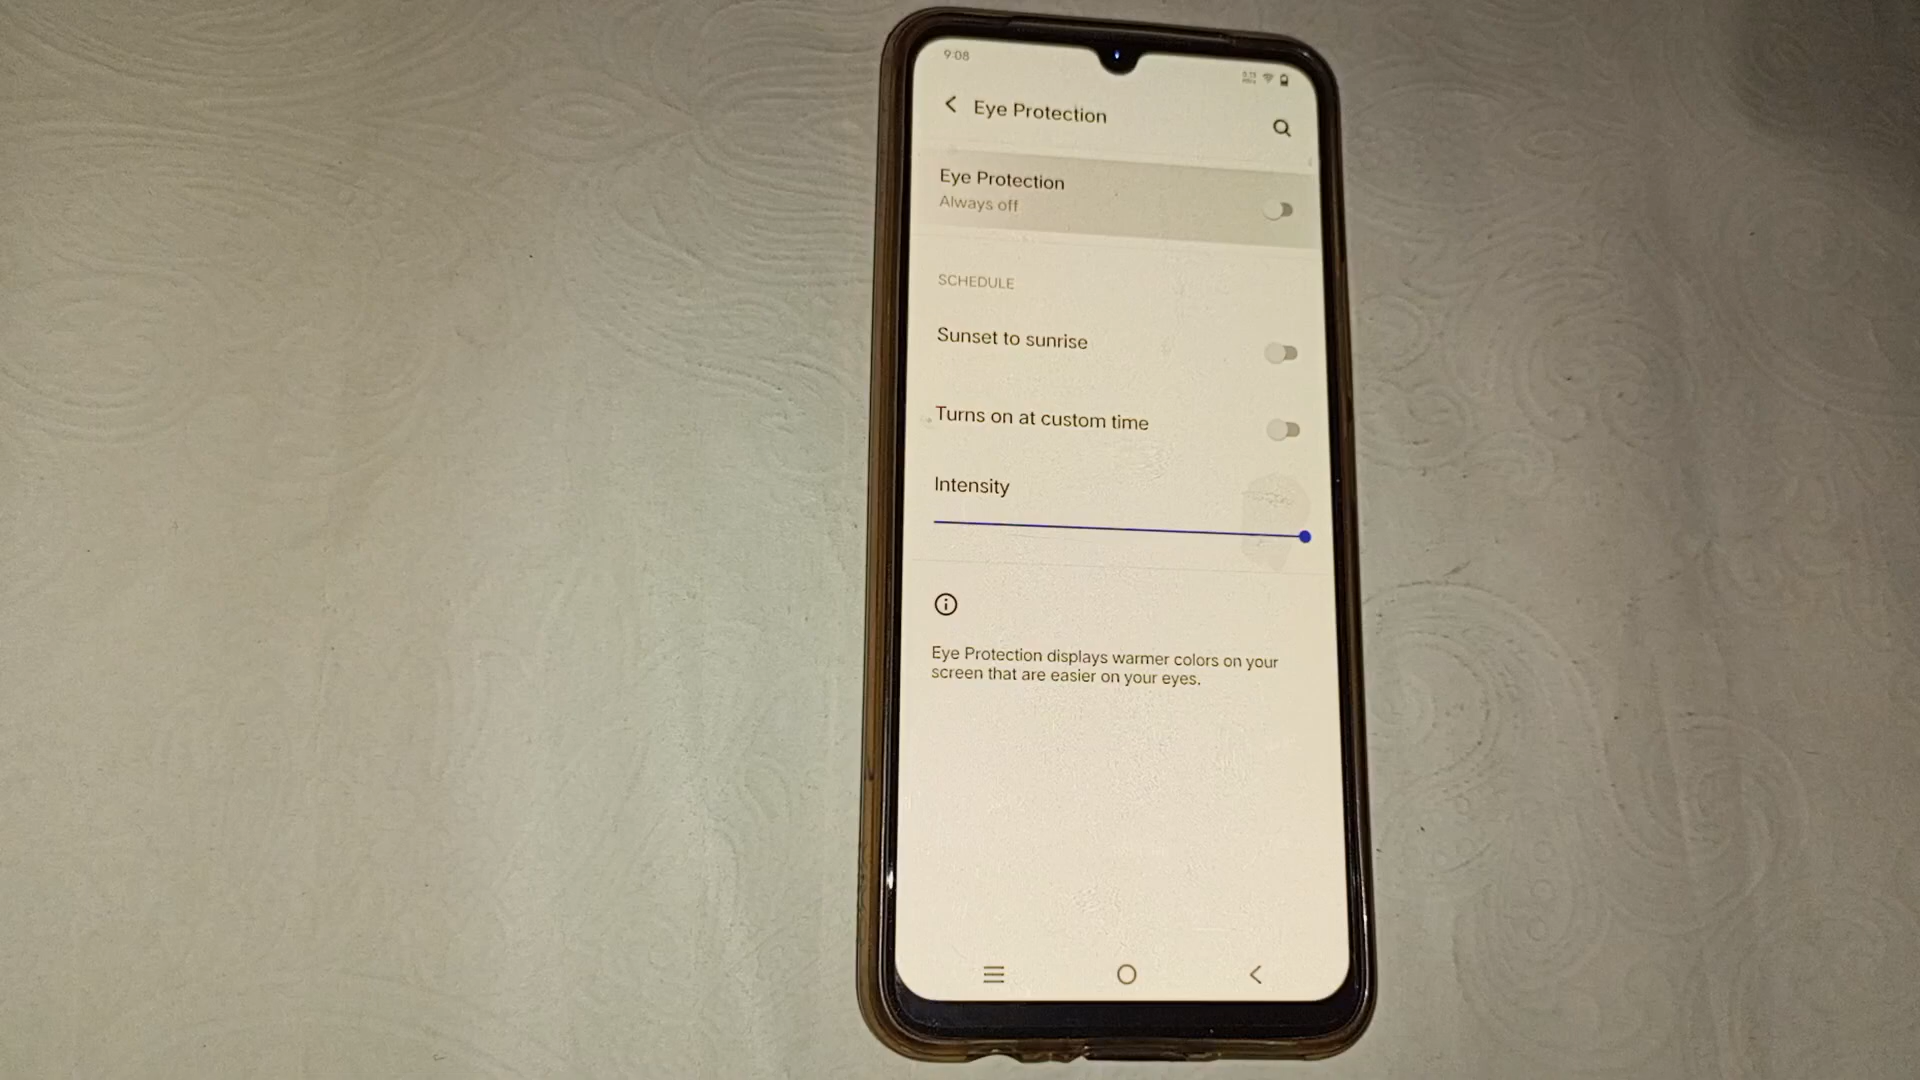 9:08
Eye Protection
Eye Protection
Always off
SCHEDULE
Sunset to sunrise
Turns on at custom time
Intensity
Eye Protection displays warmer colors on your
screen that are easier on your eyes.